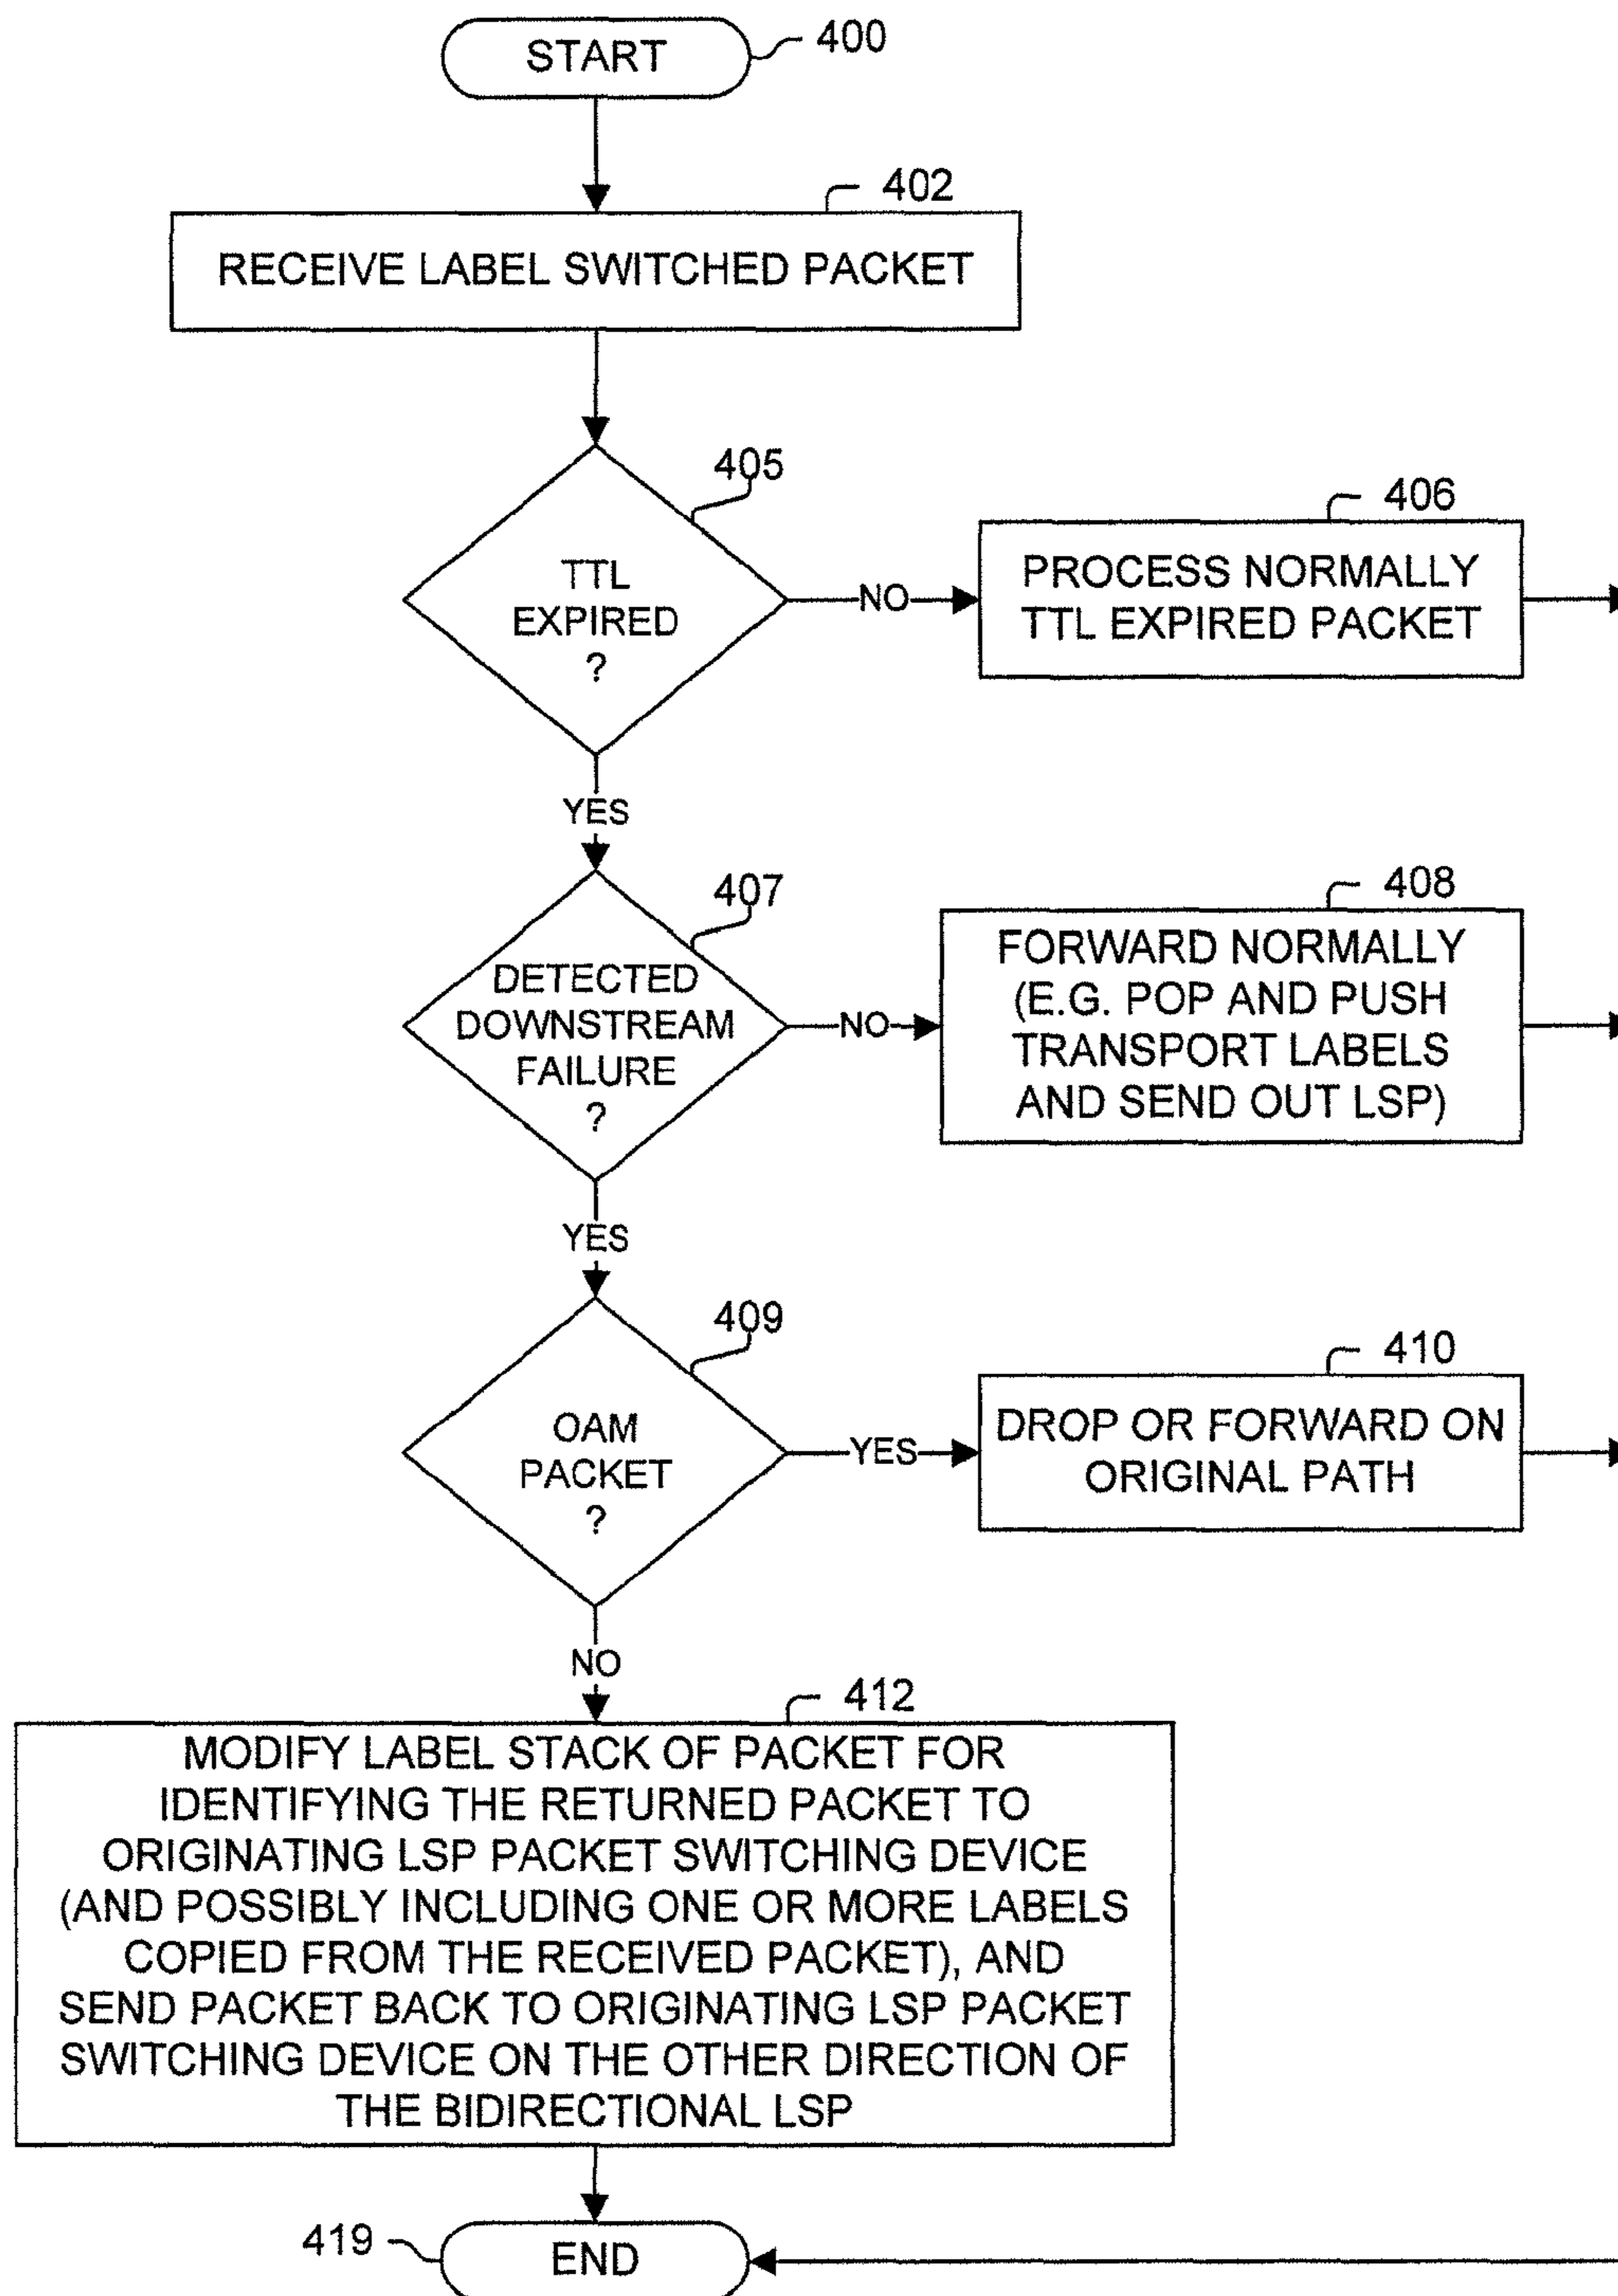 START
400
402
RECEIVE LABEL SWITCHED PACKET
405
TTL
EXPIRED
?
NO
406
PROCESS NORMALLY
TTL EXPIRED PACKET
YES
407
DETECTED
DOWNSTREAM
FAILURE
?
NO
408
FORWARD NORMALLY
(E.G. POP AND PUSH
TRANSPORT LABELS
AND SEND OUT LSP)
YES
409
OAM
PACKET
?
YES
410
DROP OR FORWARD ON
ORIGINAL PATH
NO
412
MODIFY LABEL STACK OF PACKET FOR
IDENTIFYING THE RETURNED PACKET TO
ORIGINATING LSP PACKET SWITCHING DEVICE
(AND POSSIBLY INCLUDING ONE OR MORE LABELS
COPIED FROM THE RECEIVED PACKET), AND
SEND PACKET BACK TO ORIGINATING LSP PACKET
SWITCHING DEVICE ON THE OTHER DIRECTION OF
THE BIDIRECTIONAL LSP
419
END